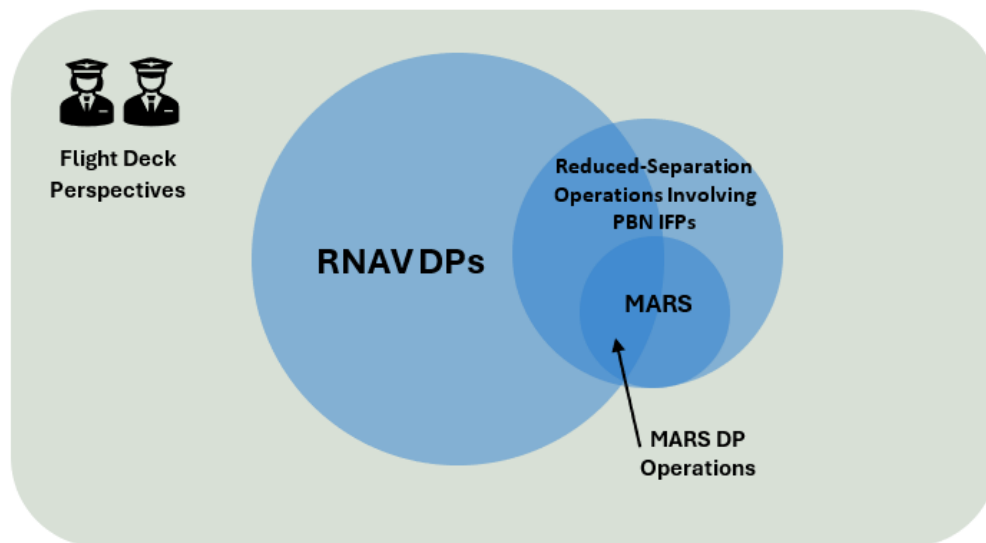 Flight Deck
Perspectives
Reduced-Separation
Operations Involving
PBN IFPs
RNAV DPs
MARS
MARS DP
Operations